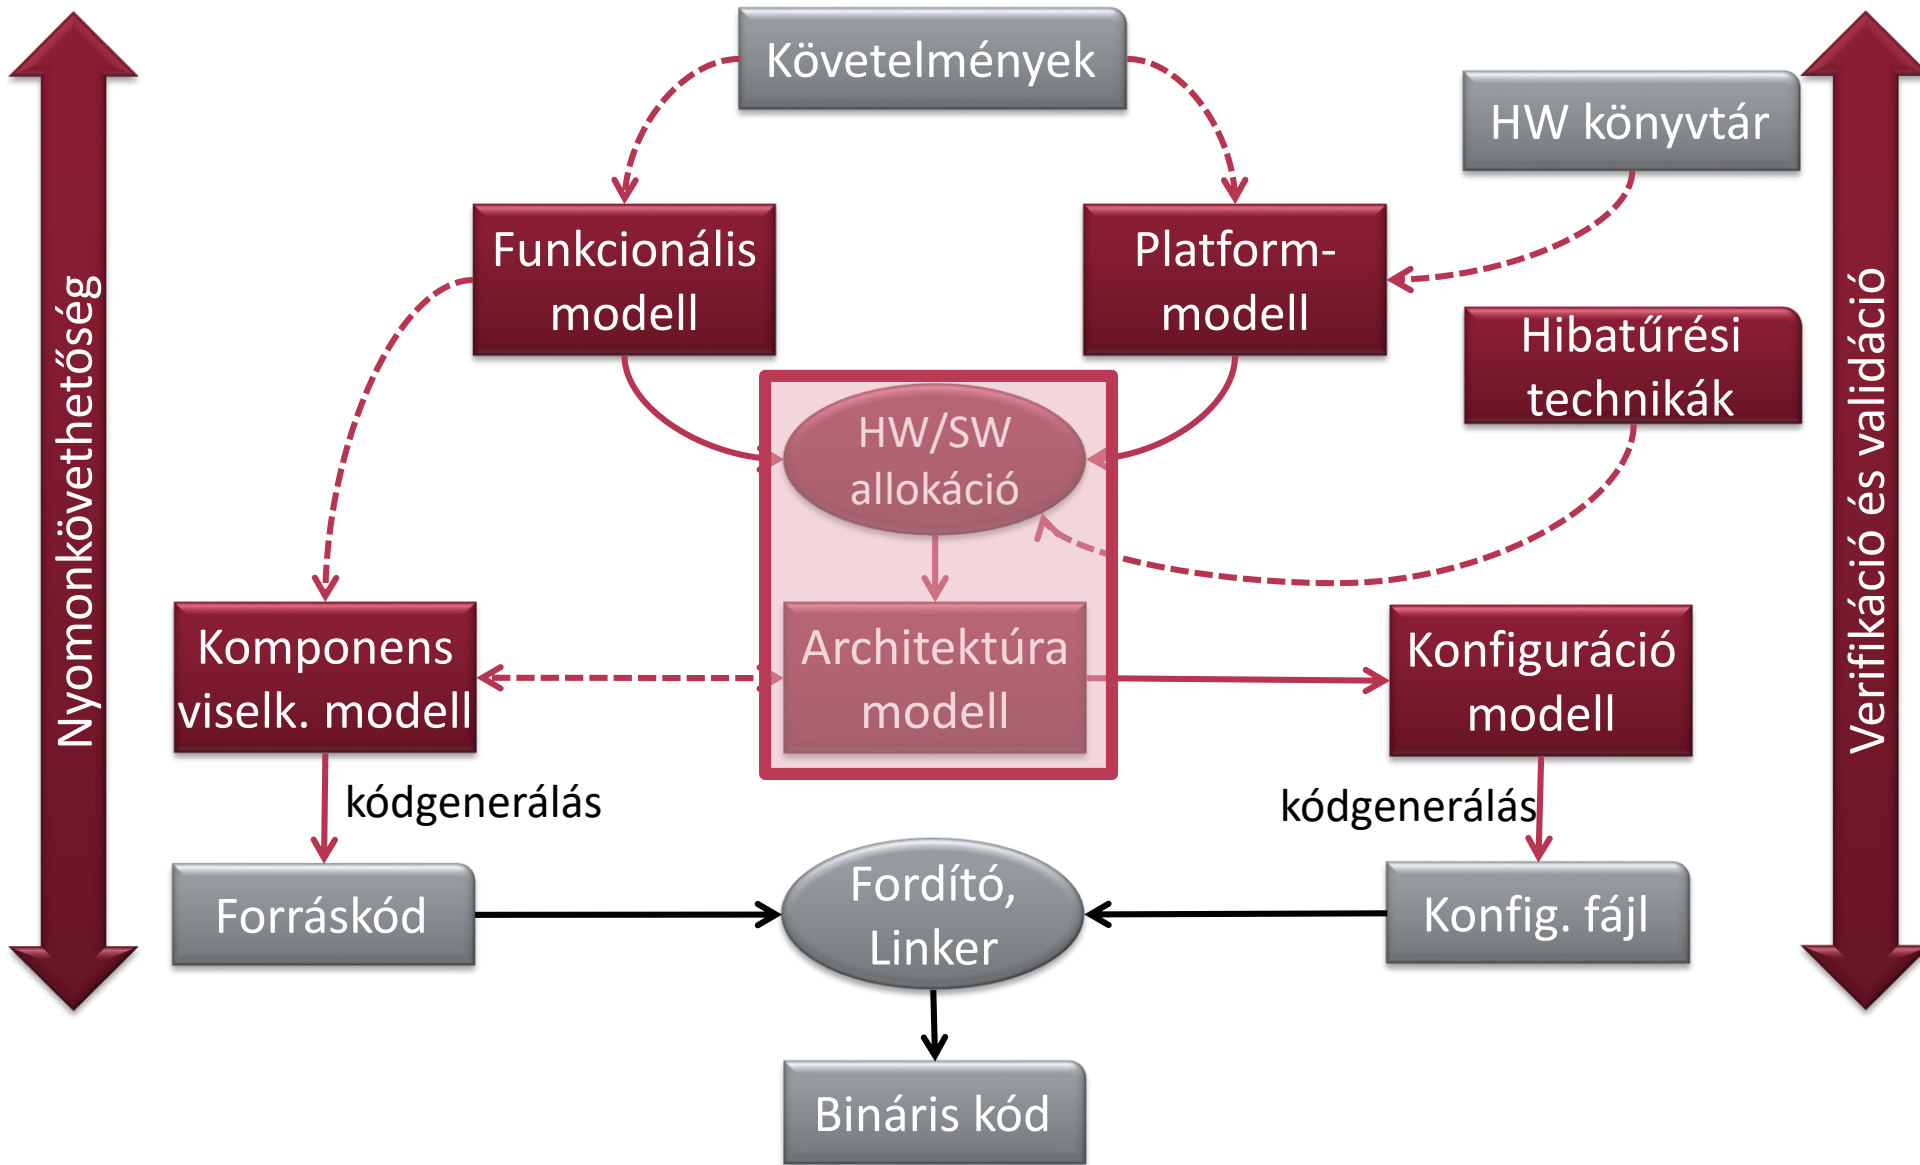 Követelmények
HW könyvtár
Funkcionális
modell
Platform-
modell
Hibatűrési
technikák
HW/SW
allokáció
Nyomonkövethetőség
Verifikáció és validáció
Komponens
viselk. modell
Architektúra
modell
Konfiguráció
modell
kódgenerálás
kódgenerálás
Forráskód
Fordító,
Linker
Konfig. fájl
Bináris kód